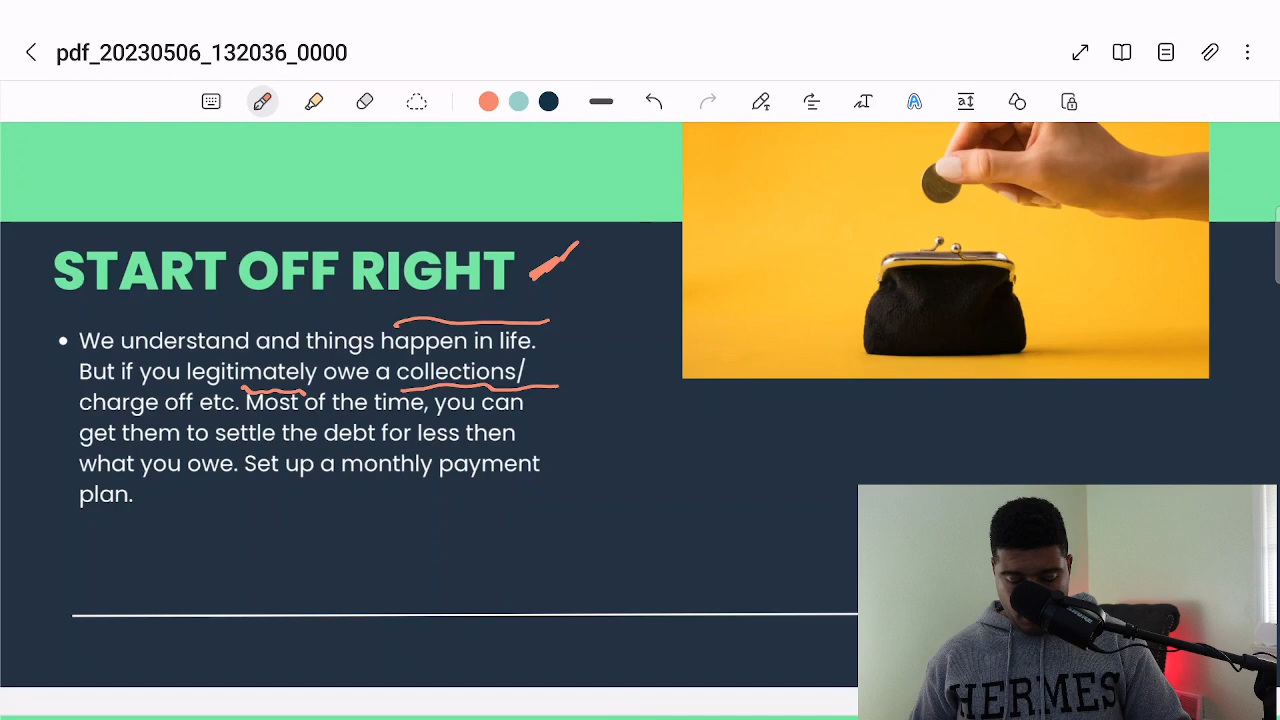 pdf_20230506_132036_0000
START OFF RIGHT
We understand and things happen in life.
But if you legitimately owe a collections/
charge off etc. Most of the time, you can
get them to settle the debt for less then
what you owe. Set up a monthly payment
plan.
HERMES